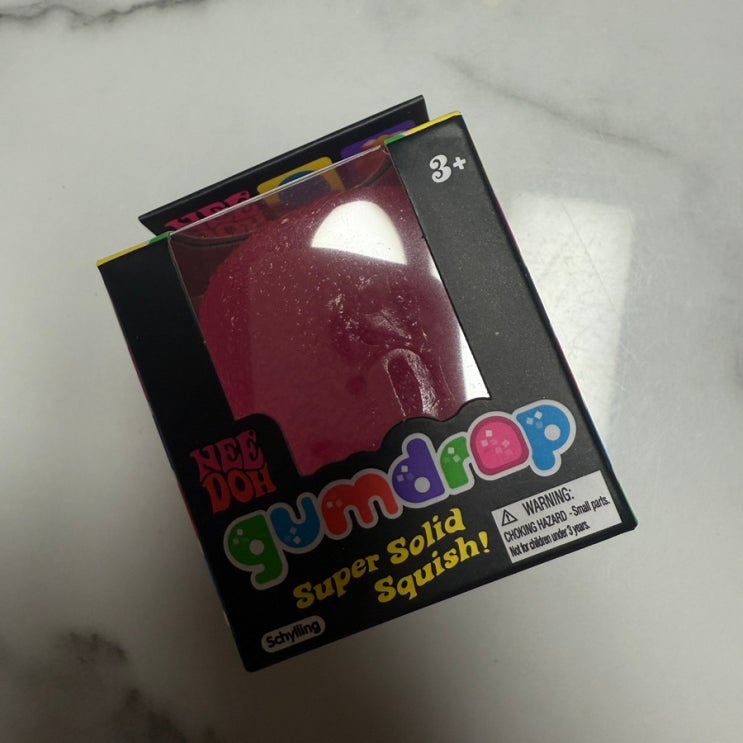 NEE
3+
NEE
DOH
gumdrop
Super Solid
Squish!
WARNING:
CHOKING HAZARD - Small parts.
Not for children under 3 years.
Schylling